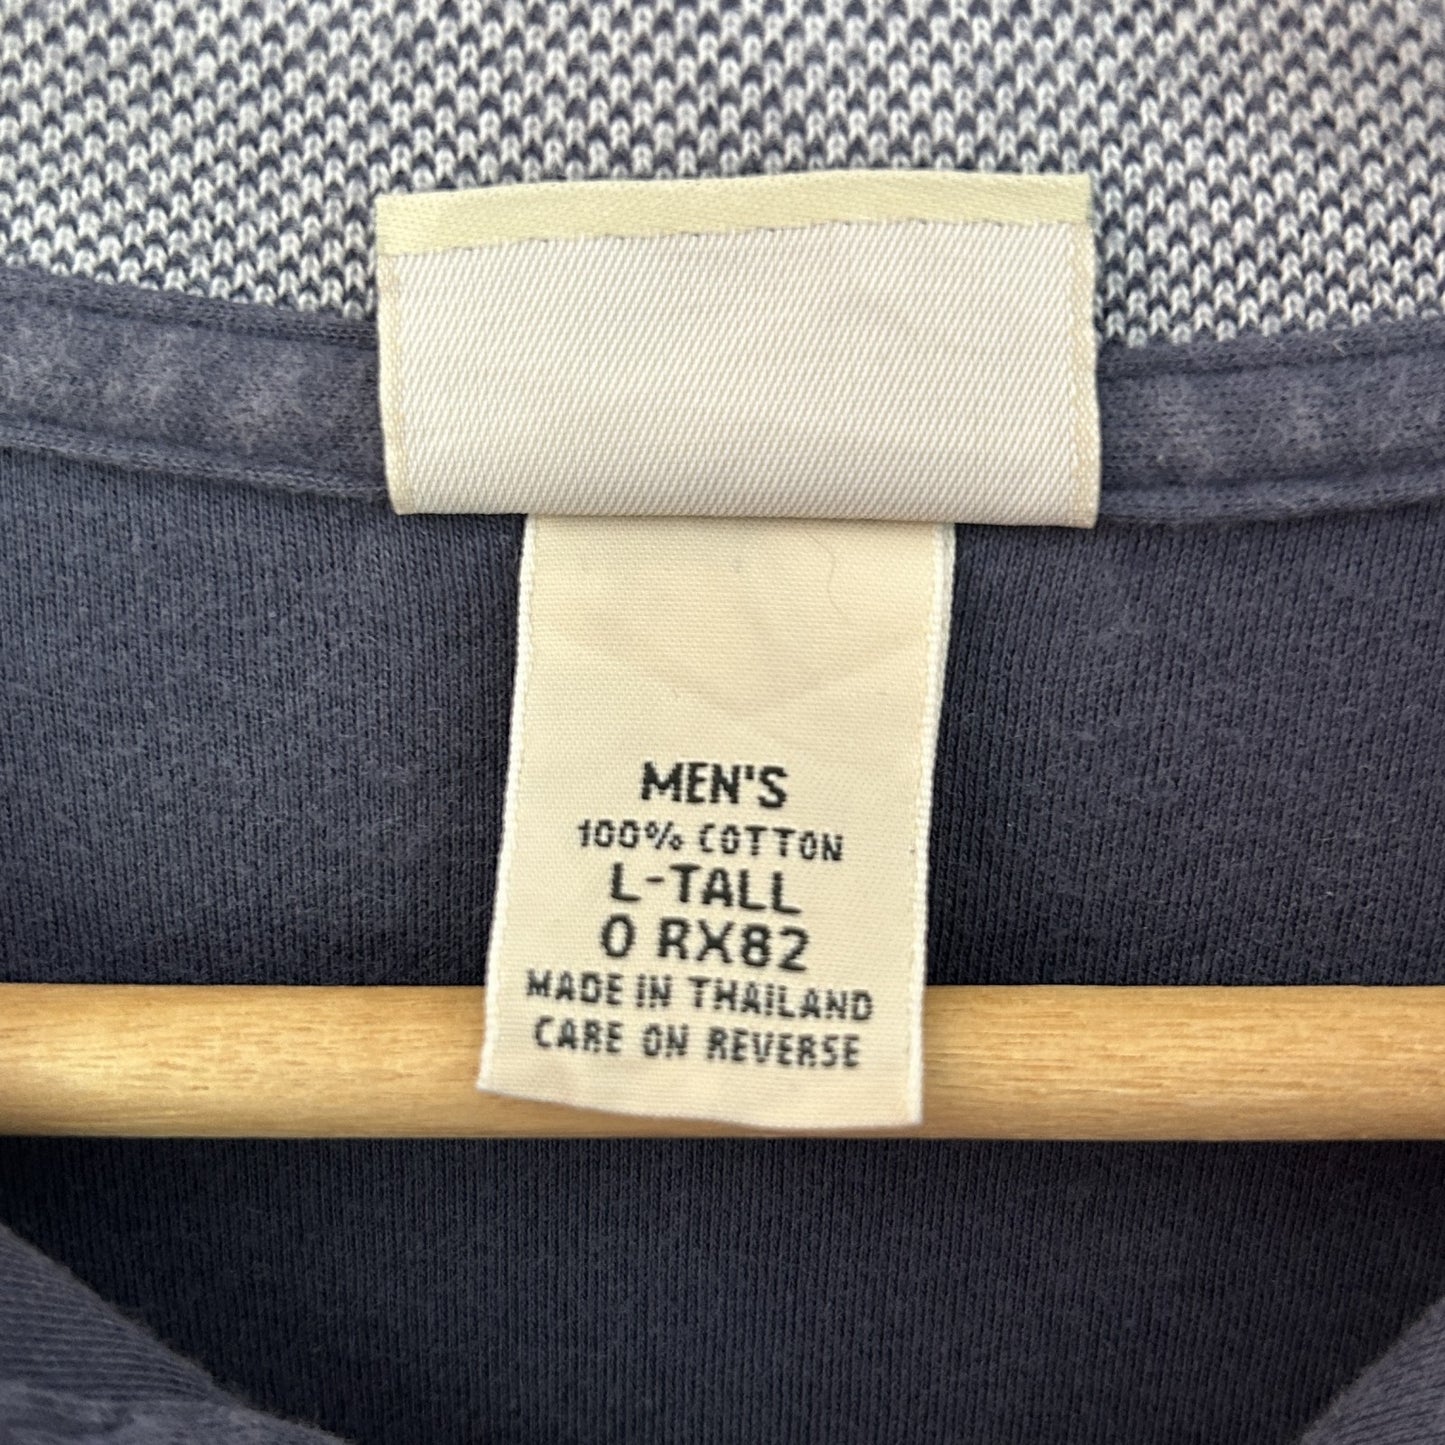 MEN'S
100% COTTON
L-TALL
0 RX82
MADE IN THAILAND
CARE ON REVERSE